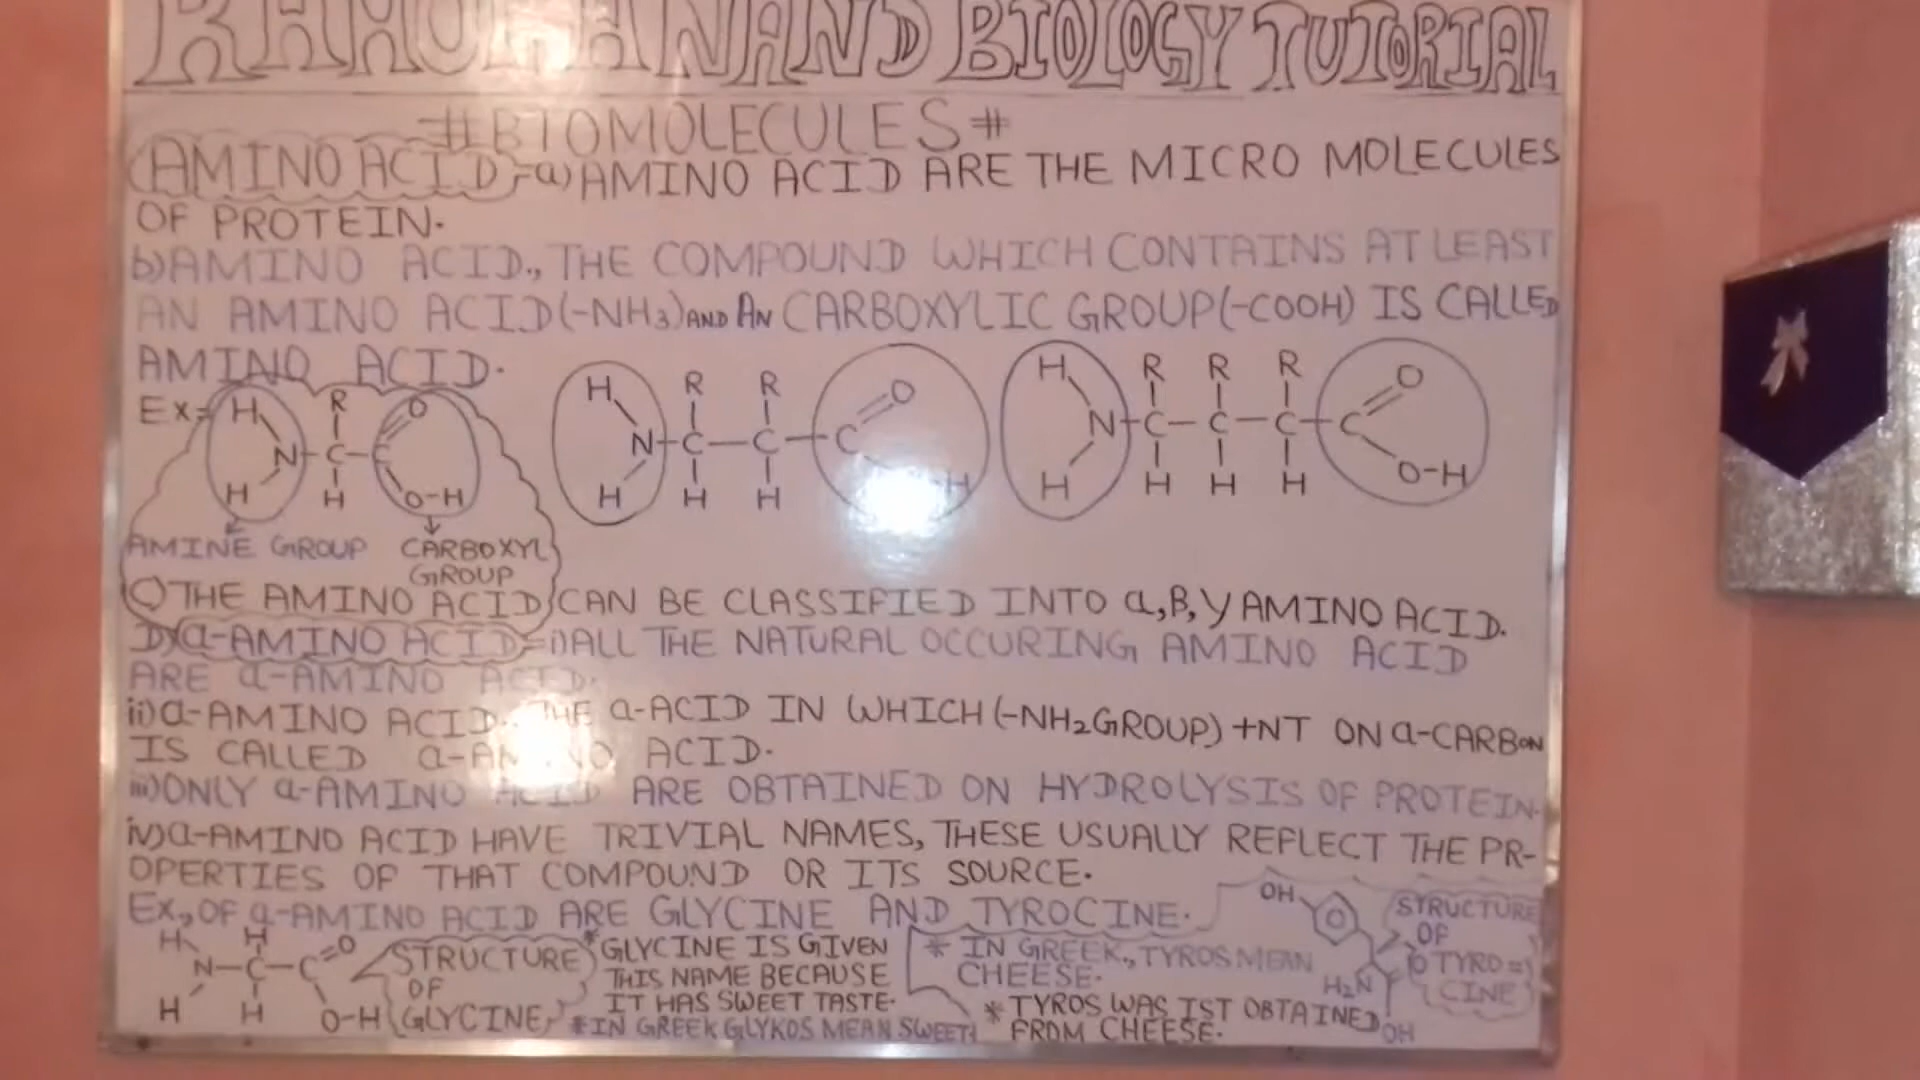 NAND BIOLOGY TUTORIAL
#BIOMOLECULES#
AMINO ACID -a) AMINO ACID ARE THE MICRO MOLECULES
OF PROTEIN.
b) AMINO ACID., THE COMPOUND WHICH CONTAINS AT LEAST
AN AMINO ACID (-NH3) AND AN CARBOXYLIC GROUP (-COOH) IS CALLED
AMINO ACID.
Ex=
H R O
N-C-C
H H O-H
H R R O
N-C-C-C
H H H H
H R R R O
N-C-C-C-C
H H H H O-H
AMINE GROUP
CARBOXYL
GROUP
C) THE AMINO ACID CAN BE CLASSIFIED INTO a, B, y AMINO ACID.
D) a-AMINO ACID=i) ALL THE NATURAL OCCURING AMINO ACID
ARE a-AMINO ACID.
ii) a-AMINO ACID., THE a-ACID IN WHICH (-NH2 GROUP) +NT ON a-CARBON
IS CALLED a-AMINO ACID.
iii) ONLY a-AMINO ACID ARE OBTAINED ON HYDROLYSIS OF PROTEIN.
iv) a-AMINO ACID HAVE TRIVIAL NAMES, THESE USUALLY REFLECT THE PR-
OPERTIES OF THAT COMPOUND OR ITS SOURCE.
Ex., OF a-AMINO ACID ARE GLYCINE AND TYROCINE.
H H O
N-C-C
H H O-H
STRUCTURE
OF
GLYCINE
*GLYCINE IS GIVEN
THIS NAME BECAUSE
IT HAS SWEET TASTE.
*IN GREEK GLYKOS MEAN SWEET
* IN GREEK., TYROS MEAN
CHEESE.
*TYROS WAS IST OBTAINED
FROM CHEESE.
OH
O
H2N
OH
STRUCTURE
OF
TYRO=
CINE